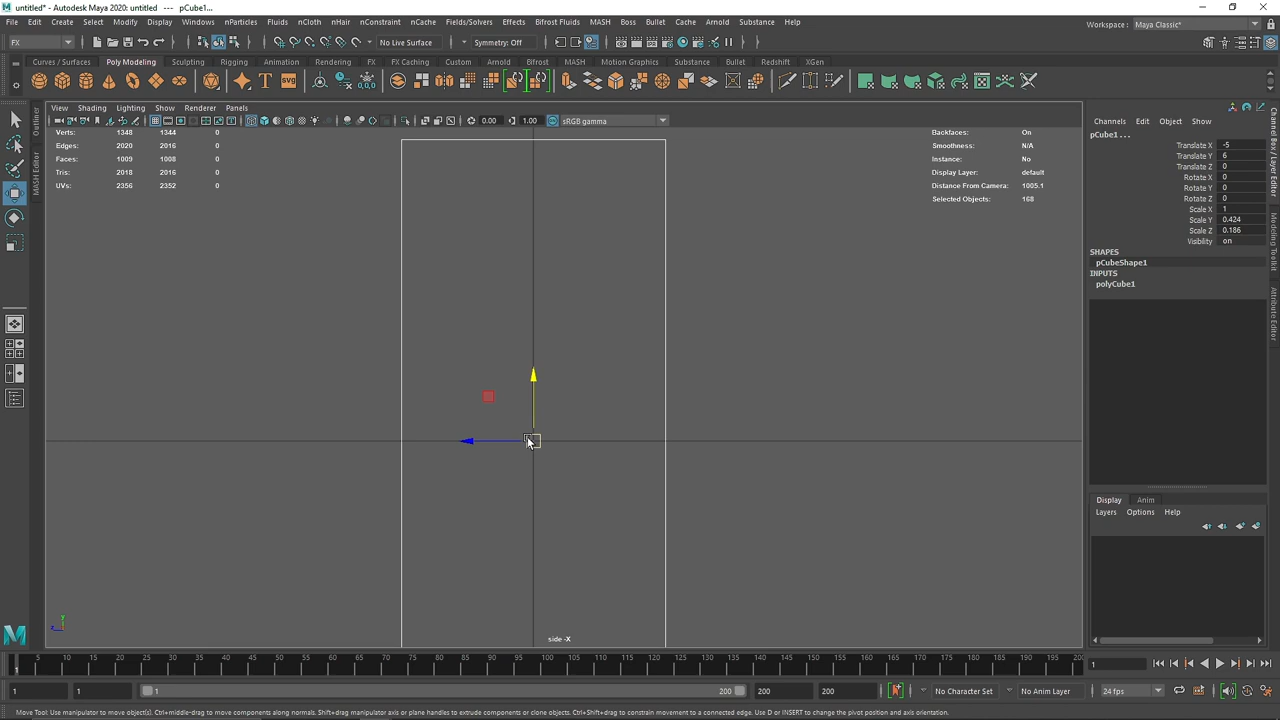 untitled* - Autodesk Maya 2020: untitled --- pCube1...
File Edit Create Select Modify Display Windows nParticles Fluids nCloth nHair nConstraint nCache Fields/Solvers Effects Bifrost Fluids MASH Boss Bullet Cache Arnold Substance Help
Workspace: Maya Classic*
FX No Live Surface Symmetry: Off
Curves / Surfaces Poly Modeling Sculpting Rigging Animation Rendering FX FX Caching Custom Arnold Bifrost MASH Motion Graphics Substance Bullet Redshift XGen
View Shading Lighting Show Renderer Panels
0.00 1.00 sRGB gamma
Channels Edit Object Show
Outliner
MASH Editor
Verts: 1348 1344 0
Edges: 2020 2016 0
Faces: 1009 1008 0
Tris: 2018 2016 0
UVs: 2356 2352 0
Backfaces: On
Smoothness: N/A
Instance: No
Display Layer: default
Distance From Camera: 1005.1
Selected Objects: 168
side -X
pCube1 ...
Translate X -5
Translate Y 6
Translate Z 0
Rotate X 0
Rotate Y 0
Rotate Z 0
Scale X 1
Scale Y 0.424
Scale Z 0.186
Visibility on
SHAPES
pCubeShape1
INPUTS
polyCube1
Channel Box / Layer Editor
Modeling Toolkit
Attribute Editor
Display Anim
Layers Options Help
5 10 15 20 25 30 35 40 45 50 55 60 65 70 75 80 85 90 95 100 105 110 115 120 125 130 135 140 145 150 155 160 165 170 175 180 185 190 195 200
1
1 1 1 200 200 200 No Character Set No Anim Layer 24 fps
Move Tool: Use manipulator to move object(s). Ctrl+middle-drag to move components along normals. Shift+drag manipulator axis or plane handles to extrude components or clone objects. Ctrl+Shift+drag to constrain movement to a connected edge. Use D or INSERT to change the pivot position and axis orientation.